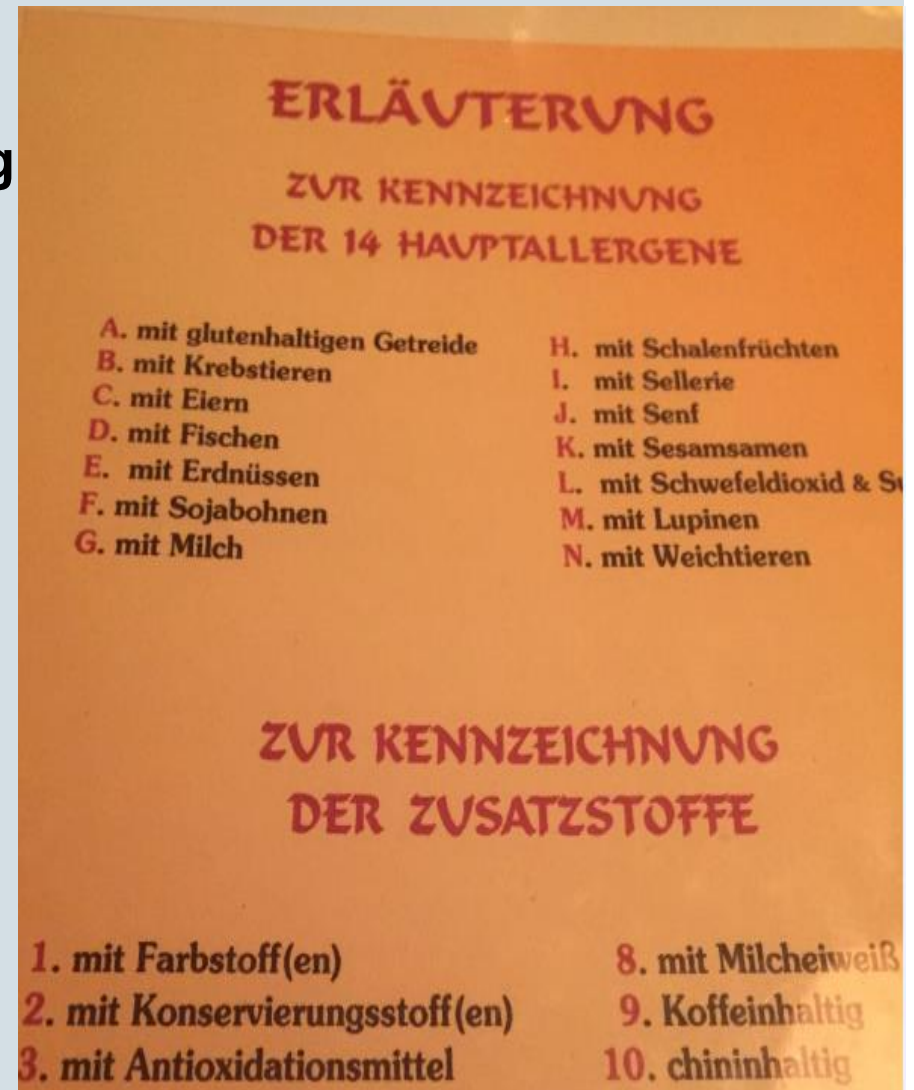 ERLÄUTERUNG
ZUR KENNZEICHNUNG
DER 14 HAUPTALLERGENE
A. mit glutenhaltigen Getreide
B. mit Krebstieren
C. mit Eiern
D. mit Fischen
E. mit Erdnüssen
F. mit Sojabohnen
G. mit Milch
H. mit Schalenfrüchten
I. mit Sellerie
J. mit Senf
K. mit Sesamsamen
L. mit Schwefeldioxid &
M. mit Lupinen
N. mit Weichtieren
ZUR KENNZEICHNUNG
DER ZUSATZSTOFFE
1. mit Farbstoff(en)
2. mit Konservierungsstoff(en)
3. mit Antioxidationsmittel
8. mit Milcheiweiß
9. Koffeinhaltig
10. chininhaltig